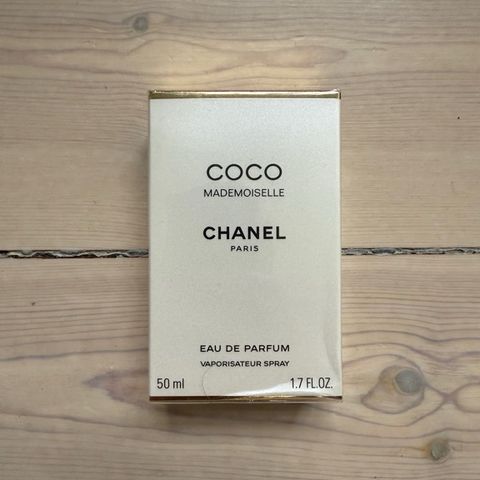 COCO
MADEMOISELLE
CHANEL
PARIS
EAU DE PARFUM
VAPORISATEUR SPRAY
50 ml 1.7 FL.OZ.